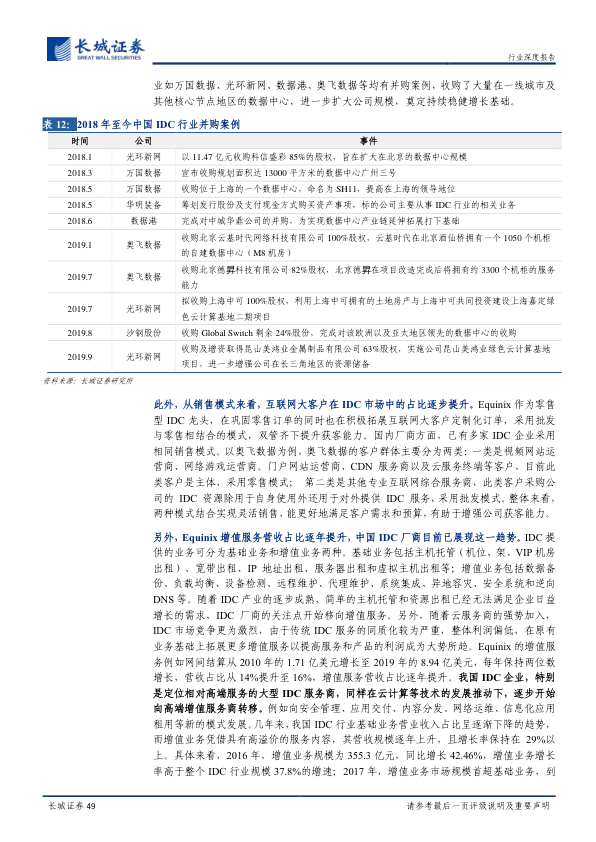 长城证券
GREAT WALL SECURITIES
行业深度报告
业如万国数据、光环新网、数据港、奥飞数据等均有并购案例，收购了大量在一线城市及
其他核心节点地区的数据中心，进一步扩大公司规模，奠定持续稳健增长基础。
表 12：2018 年至今中国 IDC 行业并购案例
时间 公司 事件
2018.1 光环新网 以 11.47 亿元收购科信盛彩 85%的股权，旨在扩大在北京的数据中心规模
2018.3 万国数据 宣布收购规划面积达 13000 平方米的数据中心广州三号
2018.5 万国数据 收购位于上海的一个数据中心，命名为 SH11，提高在上海的领导地位
2018.5 华明装备 筹划发行股份及支付现金方式购买资产事项，标的公司主要从事 IDC 行业的相关业务
2018.6 数据港 完成对中城华鼎公司的并购，为实现数据中心产业链延伸拓展打下基础
2019.1 奥飞数据 收购北京云基时代网络科技有限公司 100%股权，云基时代在北京酒仙桥拥有一个 1050 个机柜
的自建数据中心（M8 机房）
2019.7 奥飞数据 收购北京德昇科技有限公司 82%股权，北京德昇在项目改造完成后将拥有约 3300 个机柜的服务
能力
2019.7 光环新网 拟收购上海中可 100%股权，利用上海中可拥有的土地房产与上海中可共同投资建设上海嘉定绿
色云计算基地二期项目
2019.8 沙钢股份 收购 Global Switch 剩余 24%股份，完成对该欧洲以及亚太地区领先的数据中心的收购
2019.9 光环新网 收购及增资取得昆山美鸿业金属制品有限公司 63%股权，实施公司昆山美鸿业绿色云计算基地
项目，进一步增强公司在长三角地区的资源储备
资料来源：长城证券研究所
此外，从销售模式来看，互联网大客户在 IDC 市场中的占比逐步提升。Equinix 作为零售
型 IDC 龙头，在巩固零售订单的同时也在积极拓展互联网大客户定制化订单，采用批发
与零售相结合的模式，双管齐下提升获客能力。国内厂商方面，已有多家 IDC 企业采用
相同销售模式。以奥飞数据为例，奥飞数据的客户群体主要分为两类：一类是视频网站运
营商、网络游戏运营商。门户网站运营商、CDN 服务商以及云服务终端等客户，目前此
类客户是主体，采用零售模式； 第二类是其他专业互联网综合服务商，此类客户采购公
司的 IDC 资源除用于自身使用外还用于对外提供 IDC 服务，采用批发模式。整体来看，
两种模式结合实现灵活销售，能更好地满足客户需求和预算，有助于增强公司获客能力。
另外，Equinix 增值服务营收占比逐年提升，中国 IDC 厂商目前已展现这一趋势。IDC 提
供的业务可分为基础业务和增值业务两种。基础业务包括主机托管（机位、架、VIP 机房
出租）、宽带出租、IP 地址出租、服务器出租和虚拟主机出租等；增值业务包括数据备
份、负载均衡、设备检测、远程维护、代理维护、系统集成、异地容灾、安全系统和逆向
DNS 等。随着 IDC 产业的逐步成熟，简单的主机托管和资源出租已经无法满足企业日益
增长的需求，IDC 厂商的关注点开始移向增值服务。另外，随着云服务商的强势加入，
IDC 市场竞争更为激烈，由于传统 IDC 服务的同质化较为严重，整体利润偏低，在原有
业务基础上拓展更多增值服务以提高服务和产品的利润成为大势所趋。Equinix 的增值服
务例如网间结算从 2010 年的 1.71 亿美元增长至 2019 年的 8.94 亿美元，每年保持两位数
增长，营收占比从 14%提升至 16%，增值服务营收占比逐年提升。我国 IDC 企业，特别
是定位相对高端服务的大型 IDC 服务商，同样在云计算等技术的发展推动下，逐步开始
向高端增值服务商转移。例如向安全管理、应用交付、内容分发、网络运维、信息化应用
租用等新的模式发展。几年来，我国 IDC 行业基础业务营业收入占比呈逐渐下降的趋势，
而增值业务凭借具有高溢价的服务内容，其营收规模逐年上升，且增长率保持在 29%以
上。具体来看，2016 年，增值业务规模为 355.3 亿元，同比增长 42.46%，增值业务增长
率高于整个 IDC 行业规模 37.8%的增速；2017 年，增值业务市场规模首超基础业务，到
长城证券 49
请参考最后一页评级说明及重要声明